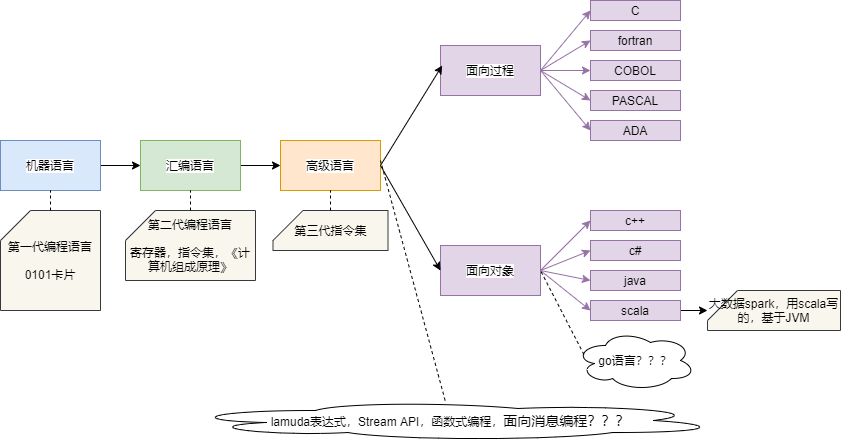 机器语言
第一代编程语言
0101卡片
汇编语言
第二代编程语言
寄存器，指令集，《计
算机组成原理》
高级语言
第三代指令集
面向过程
C
fortran
COBOL
PASCAL
ADA
面向对象
c++
c#
java
scala
大数据spark，用scala写
的，基于JVM
go语言？？？
lamuda表达式，Stream API，函数式编程，面向消息编程？？？